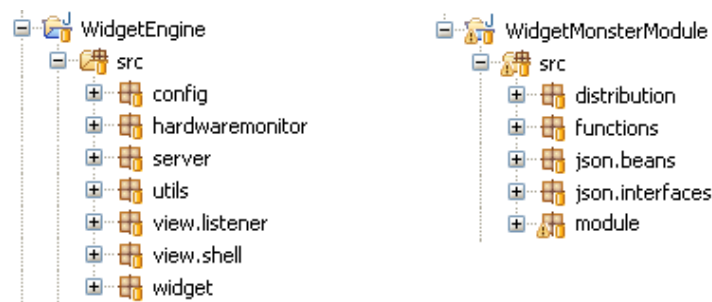 WidgetEngine
src
config
hardwaremonitor
server
utils
view.listener
view.shell
widget
WidgetMonsterModule
src
distribution
functions
json.beans
json.interfaces
module